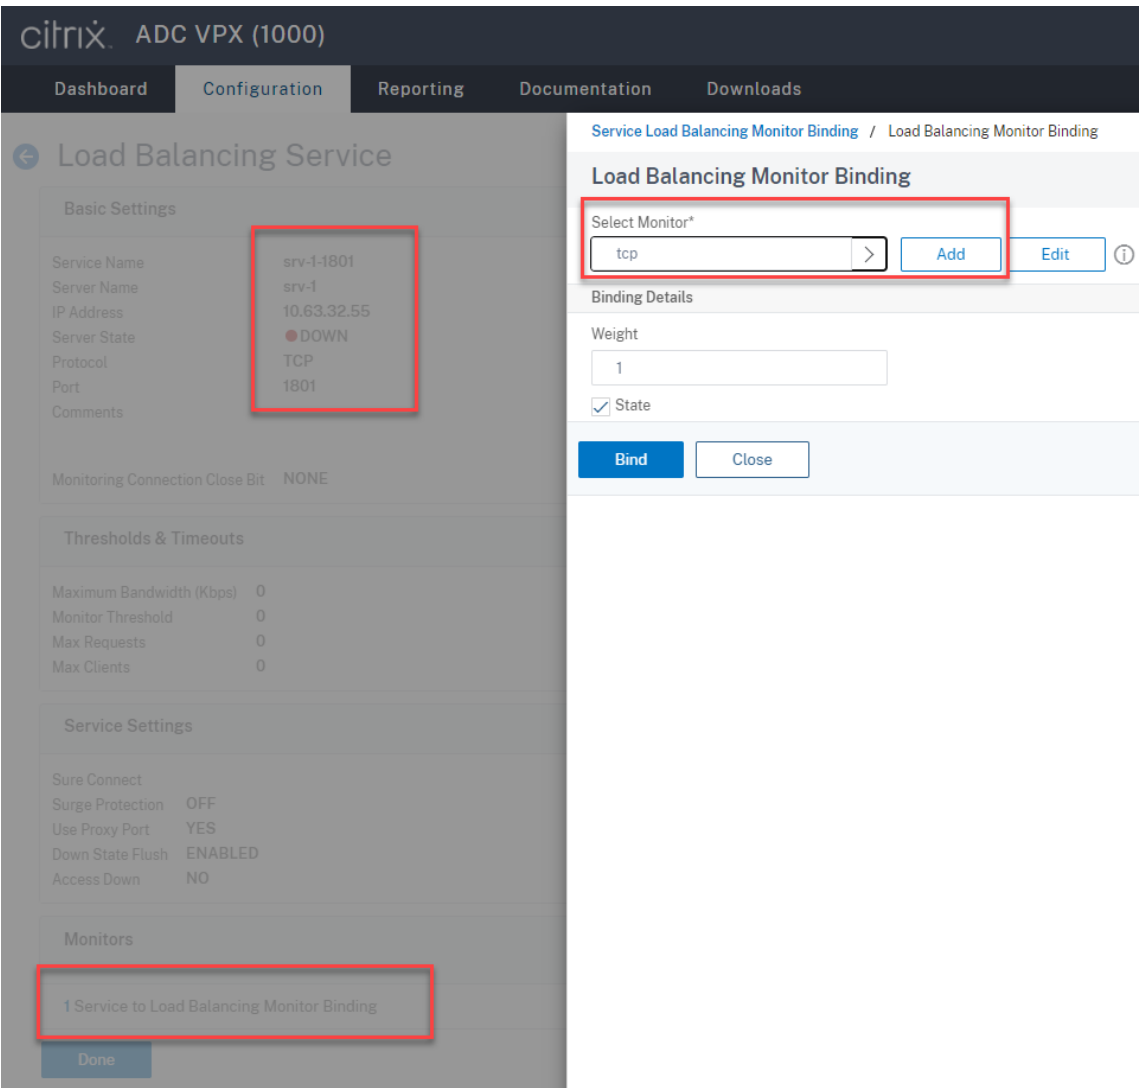 citrix. ADC VPX (1000)
Dashboard Configuration Reporting Documentation Downloads
Load Balancing Service
Basic Settings
Service Name srv-1-1801
Server Name srv-1
IP Address 10.63.32.55
Server State DOWN
Protocol TCP
Port 1801
Comments
Monitoring Connection Close Bit NONE
Thresholds & Timeouts
Maximum Bandwidth (Kbps) 0
Monitor Threshold 0
Max Requests 0
Max Clients 0
Service Settings
Sure Connect
Surge Protection OFF
Use Proxy Port YES
Down State Flush ENABLED
Access Down NO
Monitors
1 Service to Load Balancing Monitor Binding
Done
Service Load Balancing Monitor Binding / Load Balancing Monitor Binding
Load Balancing Monitor Binding
Select Monitor*
tcp > Add Edit i
Binding Details
Weight
1
State
Bind Close